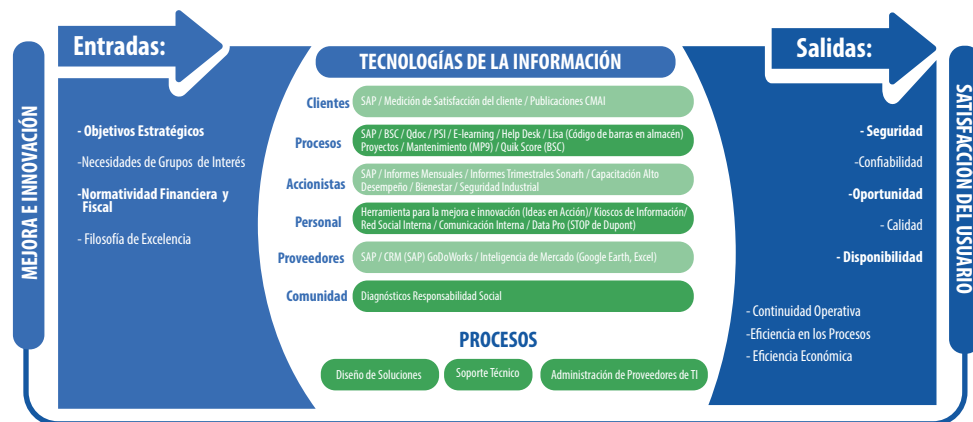 MEJORA E INNOVACIÓN
Entradas:
- Objetivos Estratégicos
-Necesidades de Grupos de Interés
-Normatividad Financiera y
Fiscal
- Filosofía de Excelencia
TECNOLOGÍAS DE LA INFORMACIÓN
Clientes
SAP / Medición de Satisfacción del cliente / Publicaciones CMAI
Procesos
SAP / BSC / Qdoc / PSI / E-learning / Help Desk / Lisa (Código de barras en almacén)
Proyectos / Mantenimiento (MP9) / Quik Score (BSC)
Accionistas
SAP / Informes Mensuales / Informes Trimestrales Sonarh / Capacitación Alto
Desempeño / Bienestar / Seguridad Industrial
Personal
Herramienta para la mejora e innovación (Ideas en Acción)/ Kioscos de Información/
Red Social Interna / Comunicación Interna / Data Pro (STOP de Dupont)
Proveedores
SAP / CRM (SAP) GoDoWorks / Inteligencia de Mercado (Google Earth, Excel)
Comunidad
Diagnósticos Responsabilidad Social
PROCESOS
Diseño de Soluciones
Soporte Técnico
Administración de Proveedores de TI
Salidas:
- Seguridad
-Confiabilidad
-Oportunidad
- Calidad
- Disponibilidad
- Continuidad Operativa
-Eficiencia en los Procesos
- Eficiencia Económica
SATISFACCIÓN DEL USUARIO